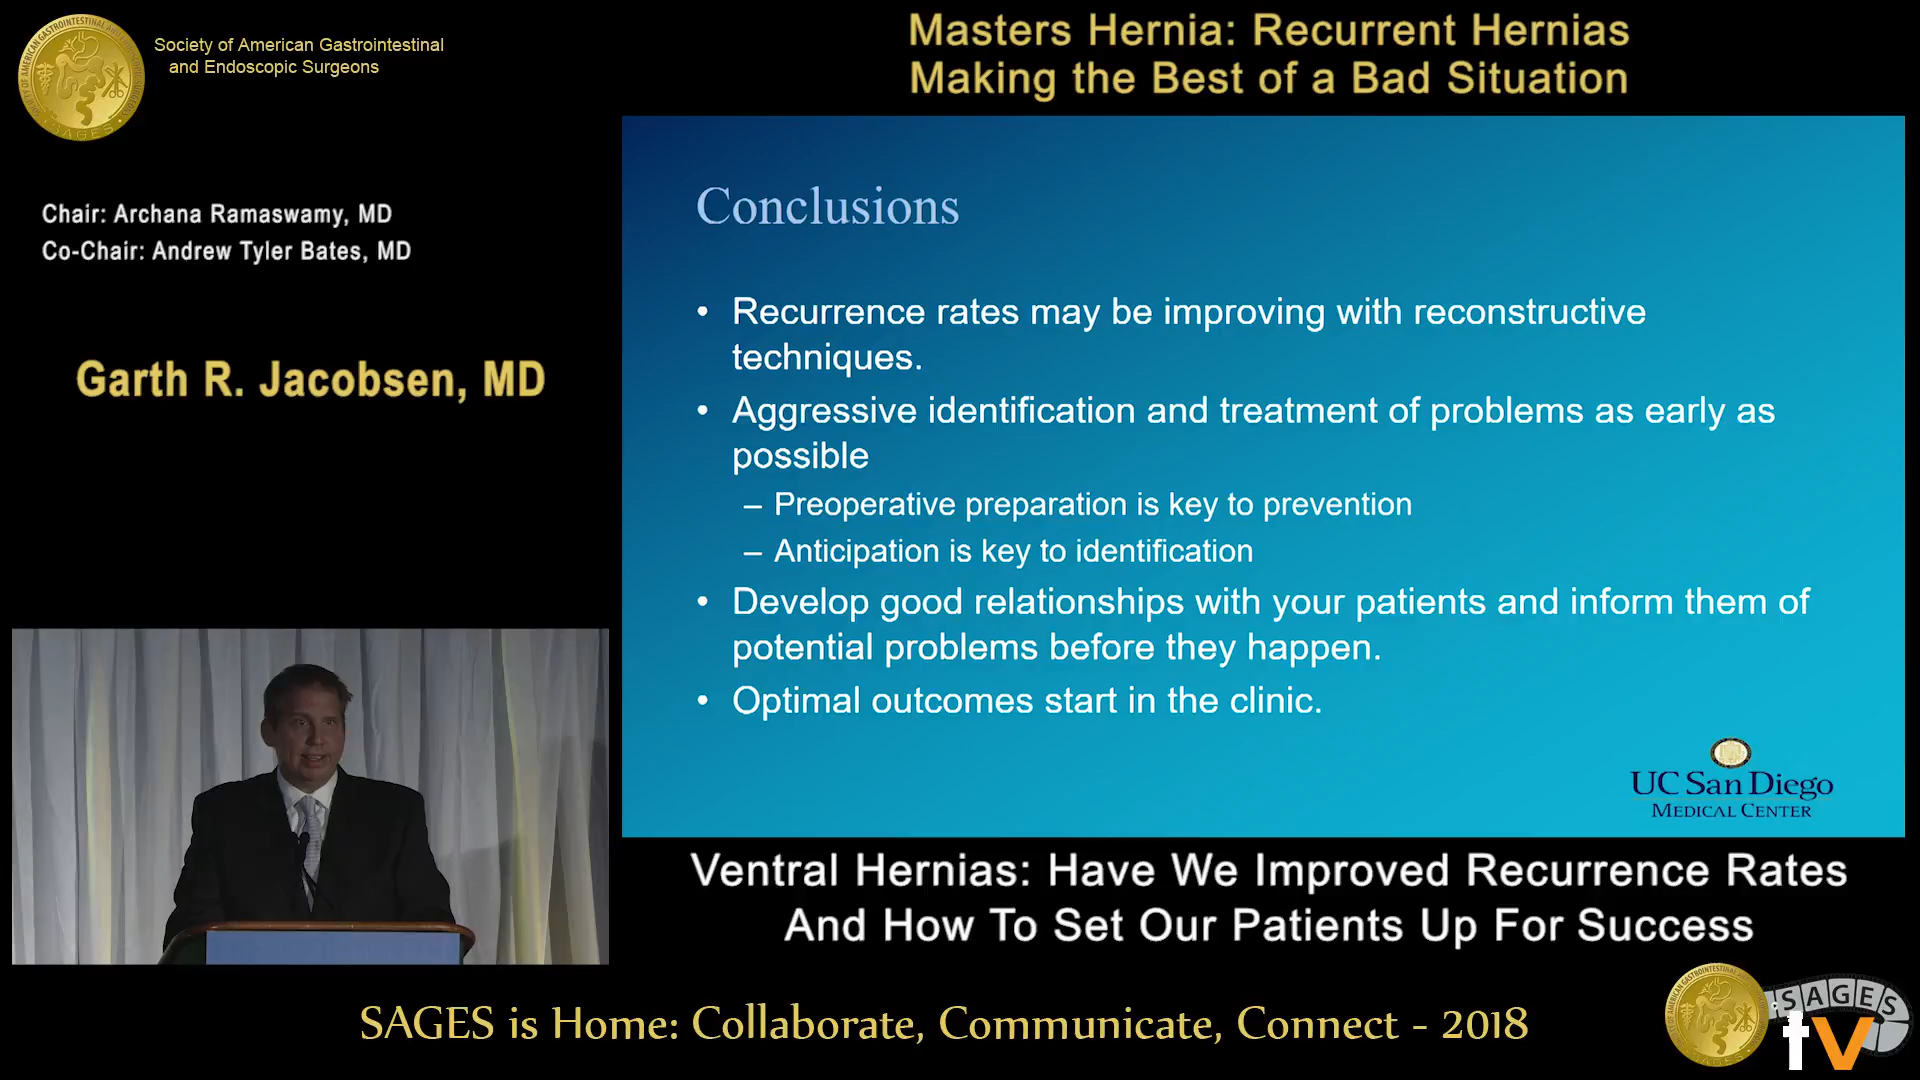 Society of American Gastrointestinal
and Endoscopic Surgeons
Masters Hernia: Recurrent Hernias
Making the Best of a Bad Situation
Chair: Archana Ramaswamy, MD
Co-Chair: Andrew Tyler Bates, MD
Garth R. Jacobsen, MD
Conclusions
• Recurrence rates may be improving with reconstructive
techniques.
• Aggressive identification and treatment of problems as early as
possible
– Preoperative preparation is key to prevention
– Anticipation is key to identification
• Develop good relationships with your patients and inform them of
potential problems before they happen.
• Optimal outcomes start in the clinic.
UC San Diego
MEDICAL CENTER
Ventral Hernias: Have We Improved Recurrence Rates
And How To Set Our Patients Up For Success
SAGES is Home: Collaborate, Communicate, Connect - 2018
SAGES
tv